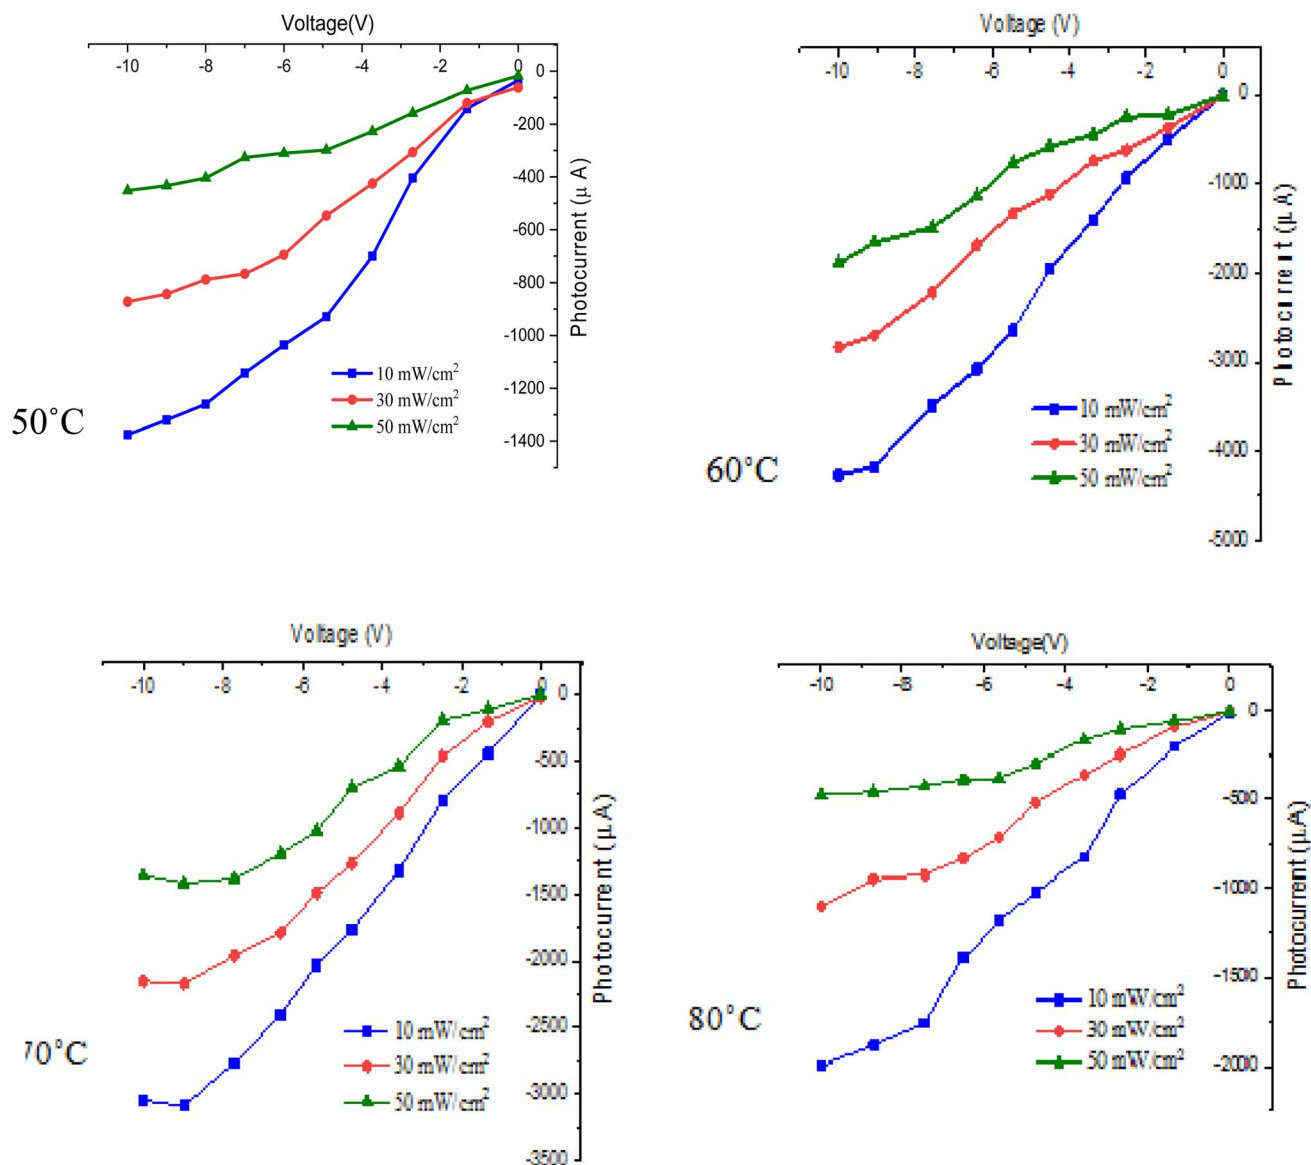 Voltage(V)
-10 -8 -6 -4 -2 0
0
-200
-400
-600
-800
-1000
-1200
-1400
Photocurrent (μ A)
10 mW/cm²
30 mW/cm²
50 mW/cm²
50°C
Voltage (V)
-10 -8 -6 -4 -2 0
0
-1000
-2000
-3000
-4000
-5000
Photocurrent (μ A)
10 mW/cm²
30 mW/cm²
50 mW/cm²
60°C
Voltage (V)
-10 -8 -6 -4 -2 0
0
-500
-1000
-1500
-2000
-2500
-3000
-3500
Photocurrent (μA)
10 mW/cm²
30 mW/cm²
50 mW/cm²
70°C
Voltage(V)
-10 -8 -6 -4 -2 0
0
-500
-1000
-1500
-2000
Photocurrent (μA)
10 mW/cm²
30 mW/cm²
50 mW/cm²
80°C